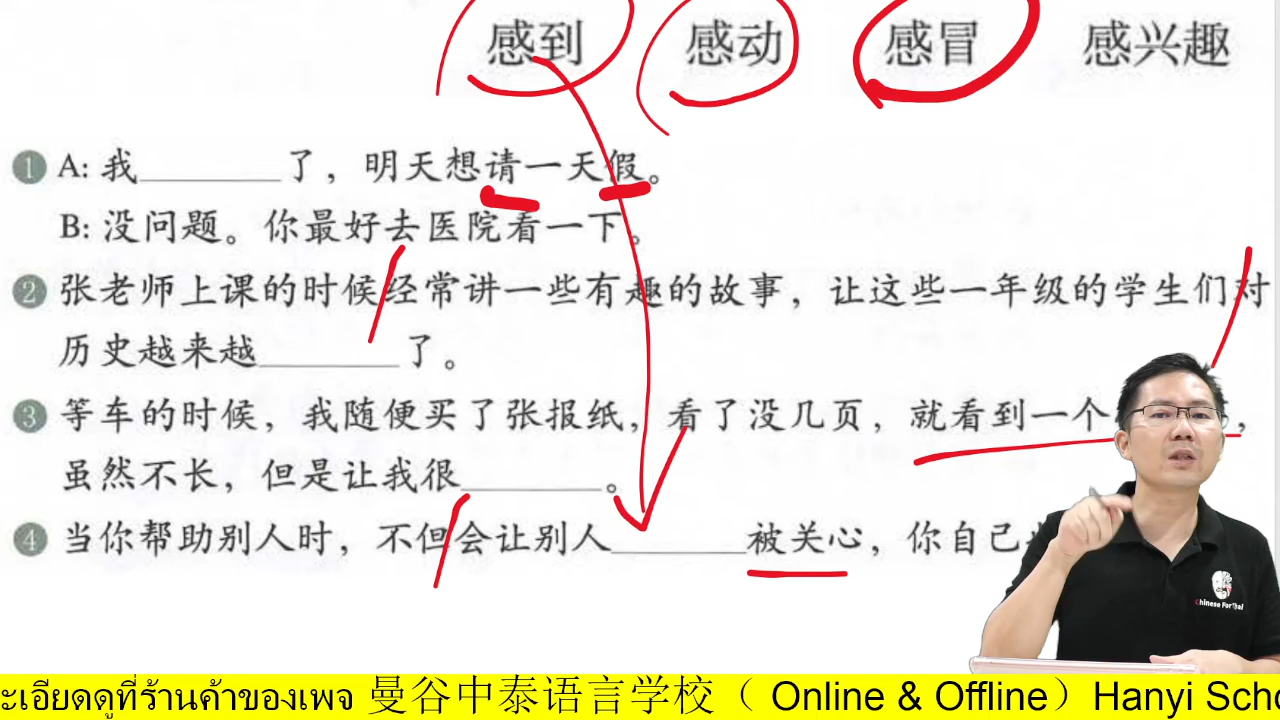 感到 感动 感冒 感兴趣
1 A: 我______了，明天想请一天假。
B: 没问题。你最好去医院看一下。
2 张老师上课的时候经常讲一些有趣的故事，让这些一年级的学生们对
历史越来越______了。
3 等车的时候，我随便买了张报纸，看了没几页，就看到一个，
虽然不长，但是让我很______。
4 当你帮助别人时，不但会让别人______被关心，你自己
Chinese For Thai
ะเอียดดูที่ร้านค้าของเพจ 曼谷中泰语言学校（ Online & Offline）Hanyi Scho